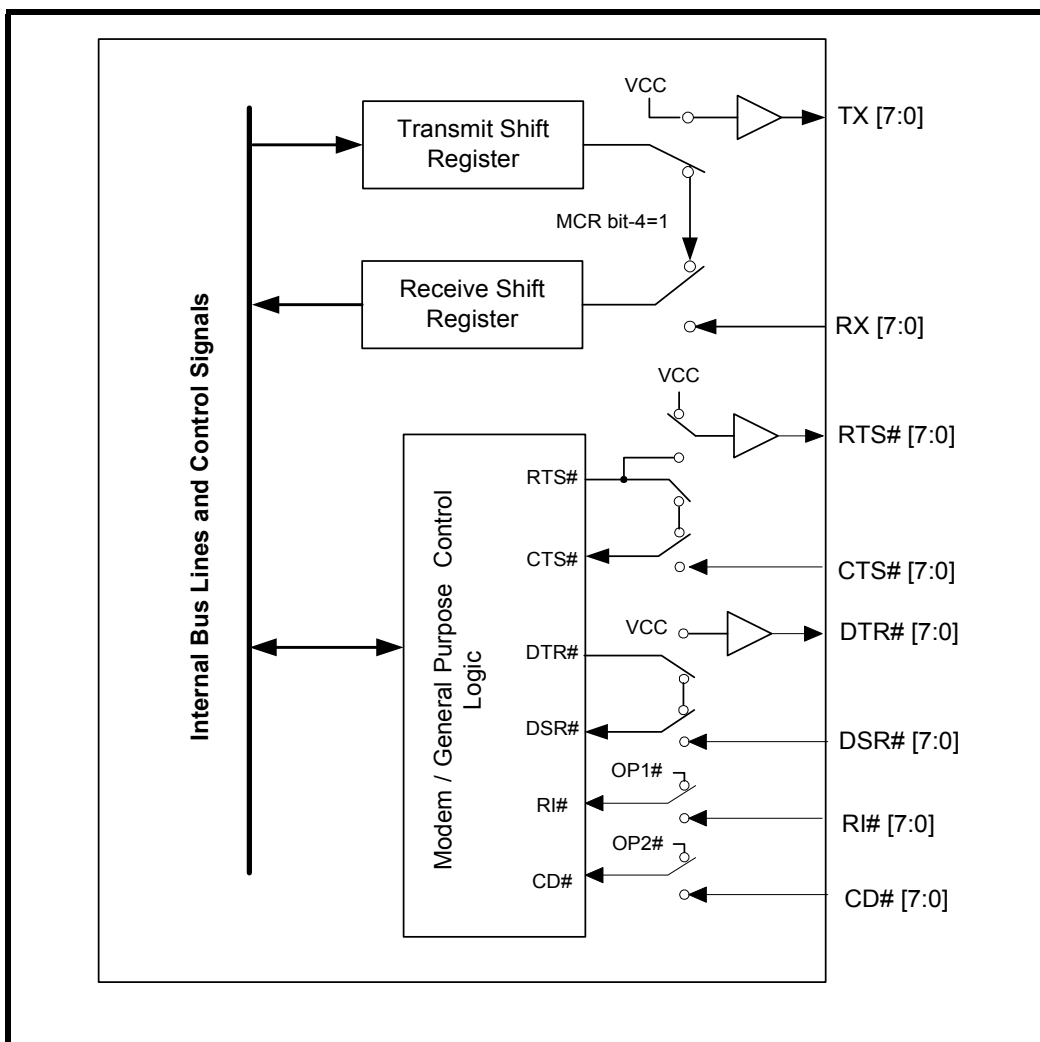 VCC
TX [7:0]
Transmit Shift
Register
MCR bit-4=1
Receive Shift
Register
RX [7:0]
Internal Bus Lines and Control Signals
VCC
RTS# [7:0]
RTS#
CTS#
CTS# [7:0]
Modem / General Purpose Control
Logic
VCC
DTR# [7:0]
DTR#
DSR#
DSR# [7:0]
OP1#
RI#
RI# [7:0]
OP2#
CD#
CD# [7:0]